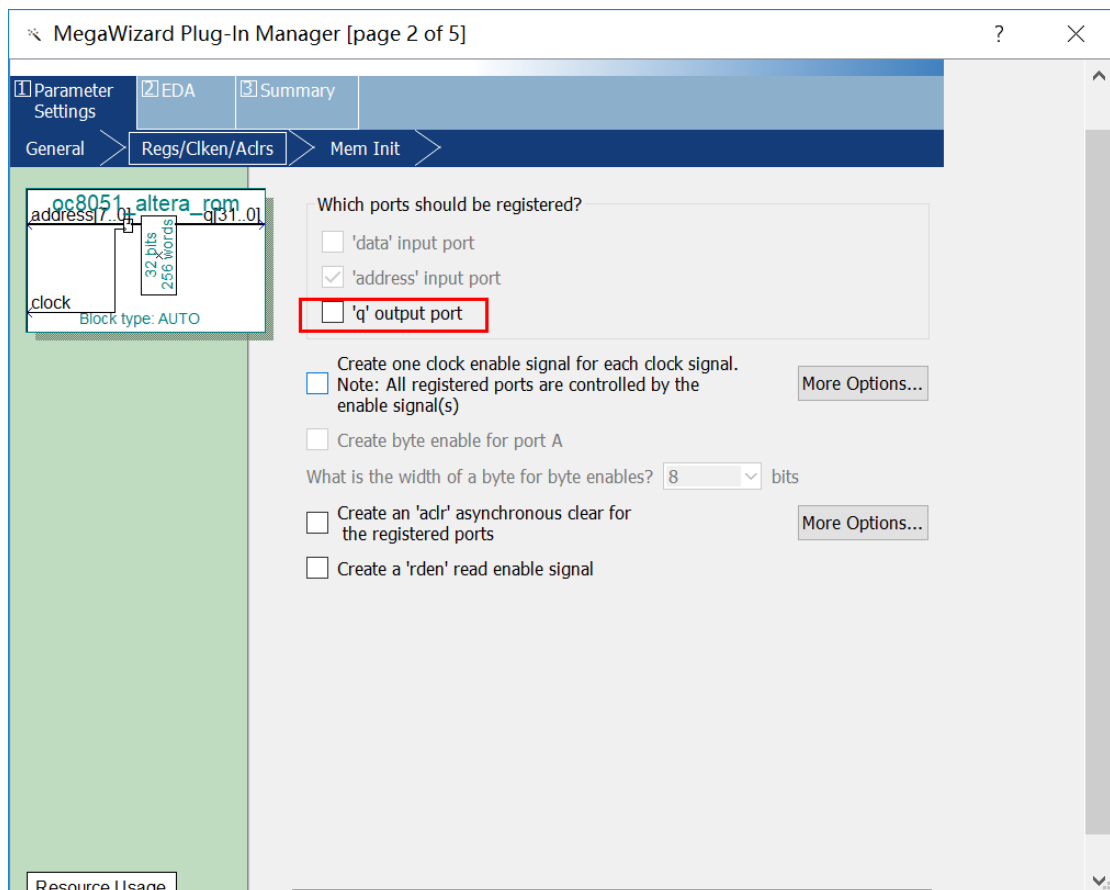 MegaWizard Plug-In Manager [page 2 of 5]
?
1 Parameter Settings
2 EDA
3 Summary
General
Regs/Clken/Aclrs
Mem Init
oc8051_altera_rom
address[7..0]
q[31..0]
32 bits
256 words
clock
Block type: AUTO
Which ports should be registered?
'data' input port
'address' input port
'q' output port
Create one clock enable signal for each clock signal.
Note: All registered ports are controlled by the
enable signal(s)
More Options...
Create byte enable for port A
What is the width of a byte for byte enables? 8 bits
Create an 'aclr' asynchronous clear for
the registered ports
More Options...
Create a 'rden' read enable signal
Resource Usage